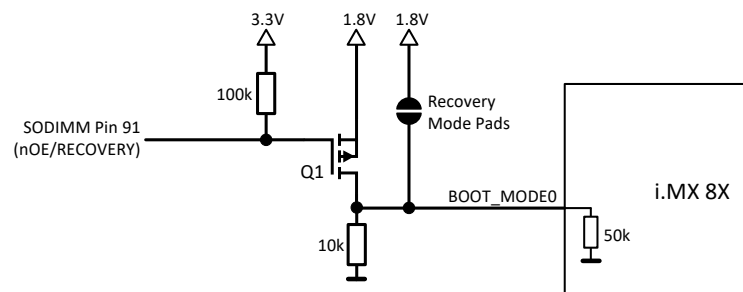 3.3V
1.8V
1.8V
100k
Recovery
Mode Pads
SODIMM Pin 91
(nOE/RECOVERY)
Q1
BOOT_MODE0
i.MX 8X
10k
50k